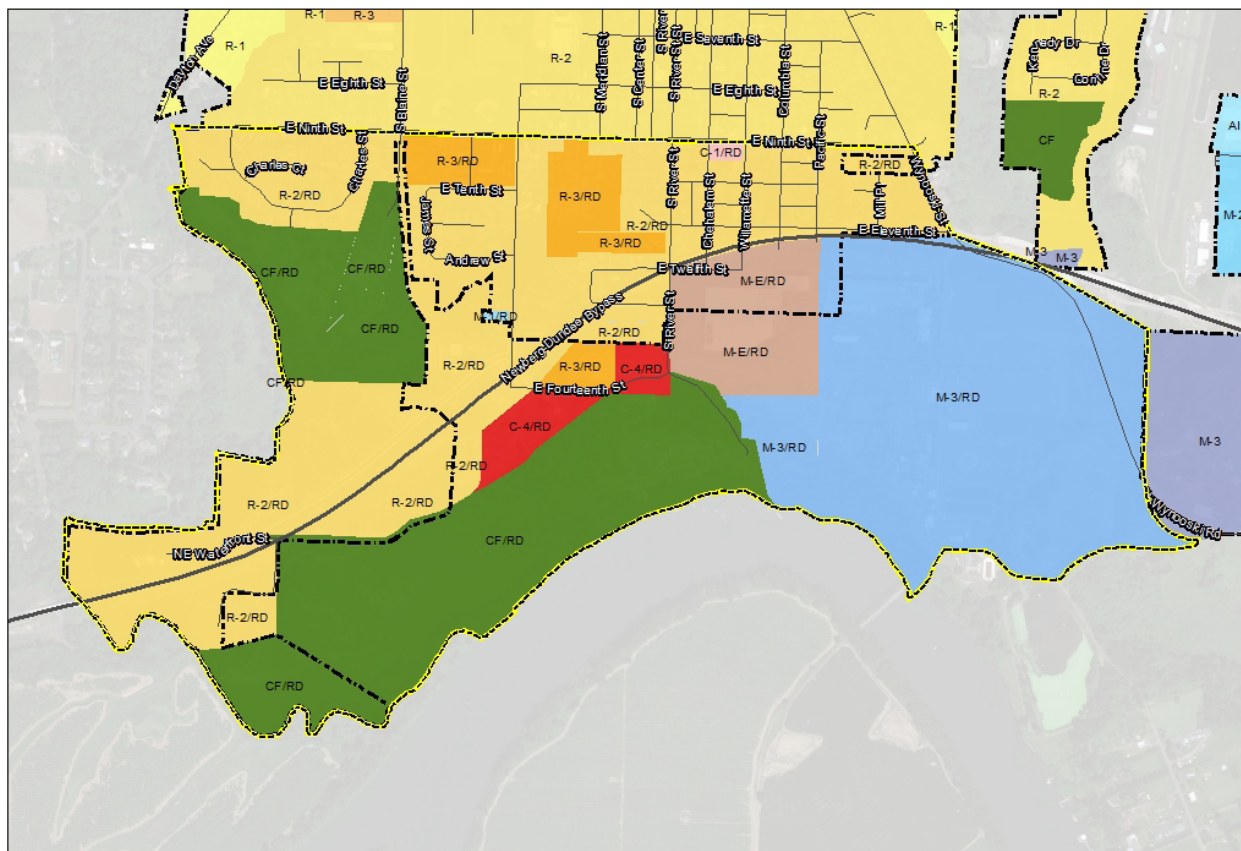 R-1
R-3
R-1
R-1
Dayton Ave
R-2
E Seventh St
S River St
S River St
S Meridian St
S Center St
Columbia St
Kennedy Dr
Corinne Dr
E Eighth St
S Blaine St
E Eighth St
R-2
E Ninth St
Charles St
E Ninth St
Pacific St
CF
C-1/RD
R-3/RD
Charles Ct
R-2/RD
Wynooski St
R-2/RD
E Tenth St
R-3/RD
S River St
Chehalem St
Willamette St
Mill Pl
M-2
James St
R-2/RD
E Eleventh St
R-3/RD
Andrew St
M-3
M-3
CF/RD
CF/RD
E Twelfth St
M-E/RD
CF/RD
R-2/RD
Newberg-Dundee Bypass
R-2/RD
S River St
M-E/RD
R-3/RD
C-4/RD
CF/RD
E Fourteenth St
M-3/RD
C-4/RD
M-3
M-3/RD
R-2/RD
R-2/RD
R-2/RD
Wynooski Rd
NE Waterfront St
CF/RD
R-2/RD
CF/RD